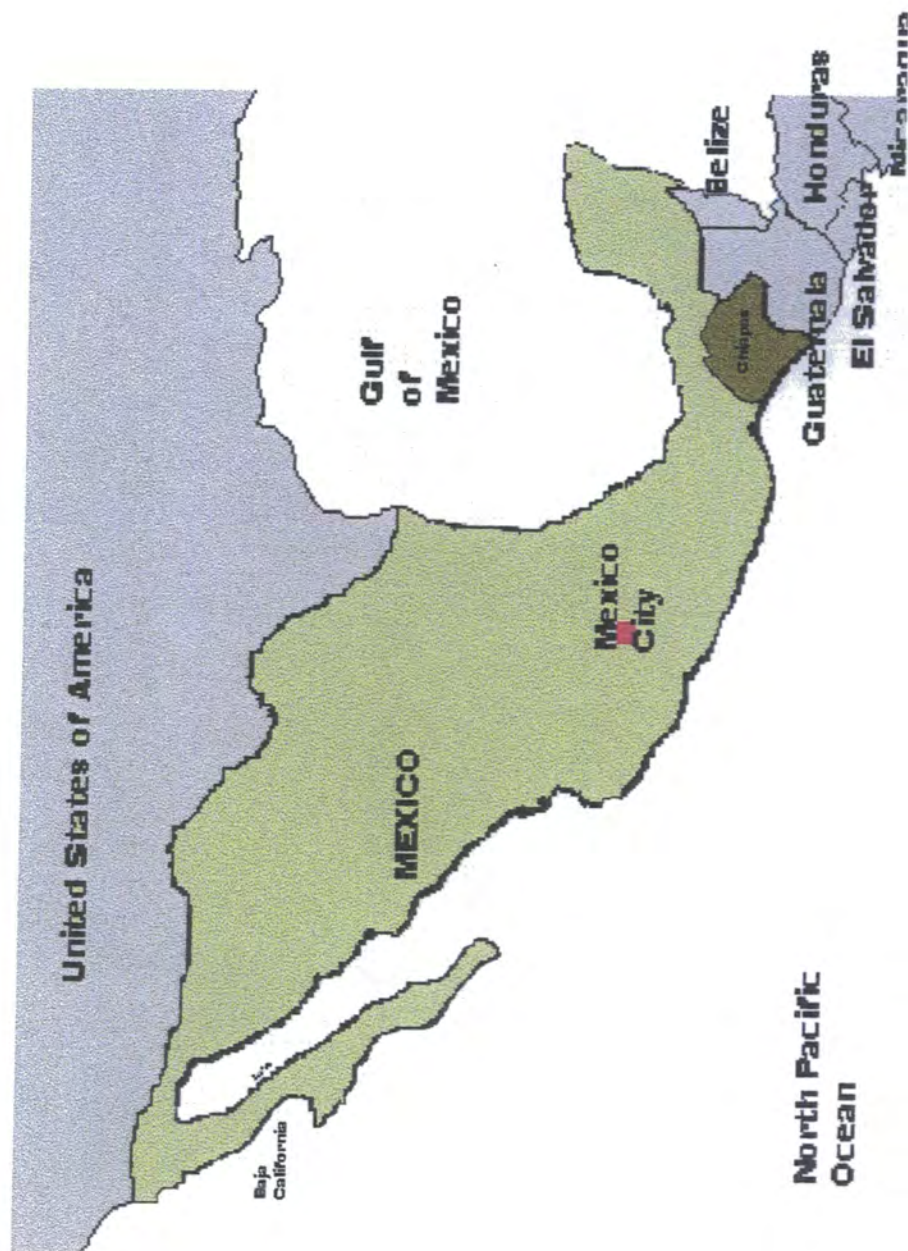 United States of America
Gulf
of
Mexico
MEXICO
Baja
California
Mexico
City
Belize
Chiapas
Guatemala
Honduras
El Salvador
Nicaragua
North Pacific
Ocean